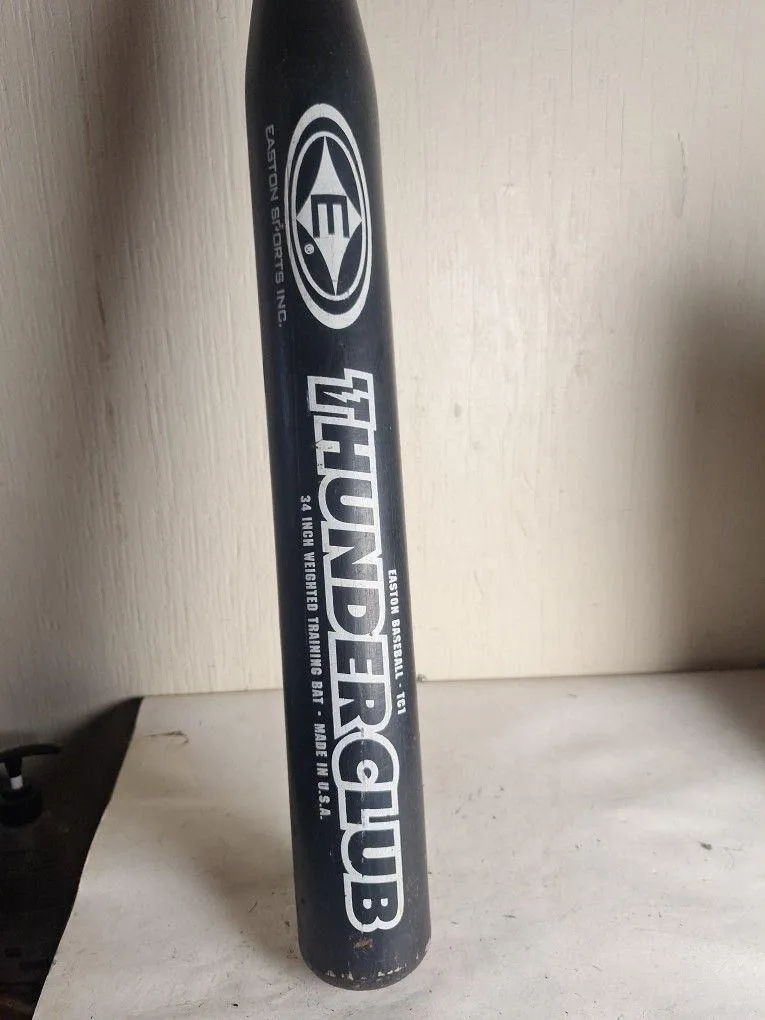 E®
EASTON SPORTS INC.
THUNDERCLUB
EASTON BASEBALL - TC1
34 INCH WEIGHTED TRAINING BAT - MADE IN U.S.A.